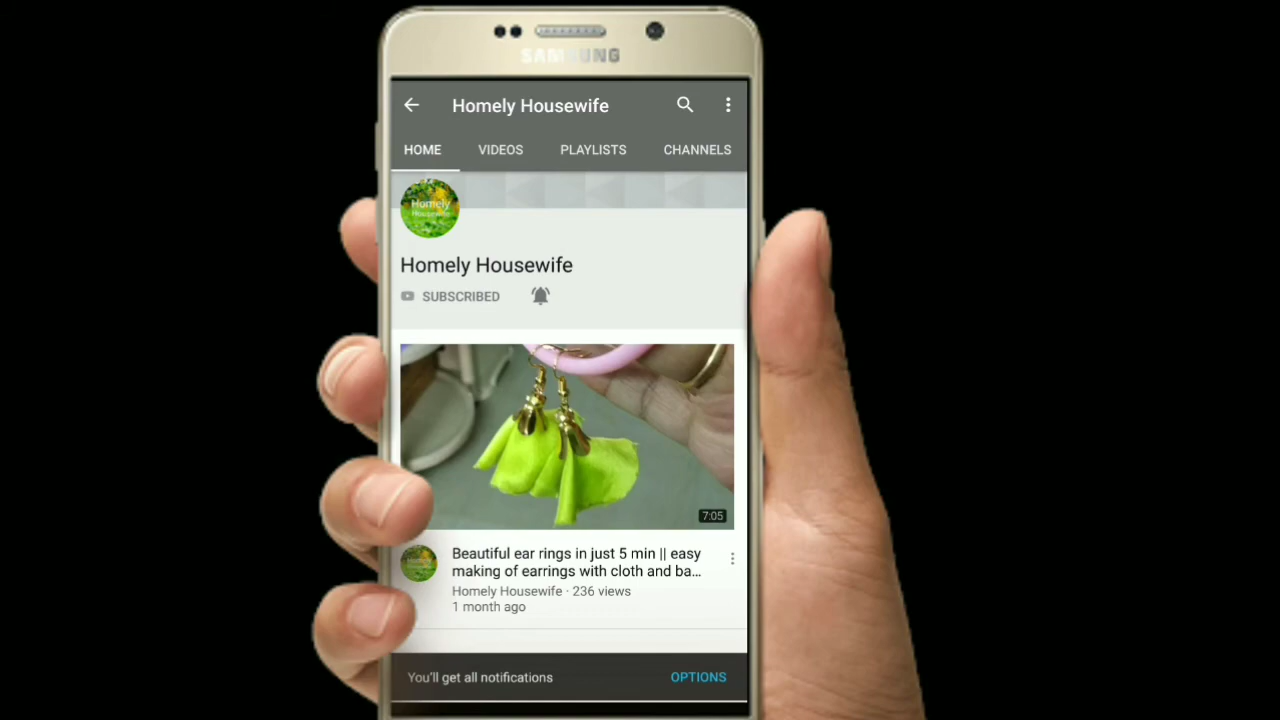 SAMSUNG
Homely Housewife
HOME VIDEOS PLAYLISTS CHANNELS
Homely
Housewife
Homely Housewife
SUBSCRIBED
7:05
Beautiful ear rings in just 5 min || easy
making of earrings with cloth and ba...
Homely Housewife · 236 views
1 month ago
You'll get all notifications OPTIONS